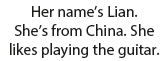 Her name's Lian.
She's from China. She
likes playing the guitar.